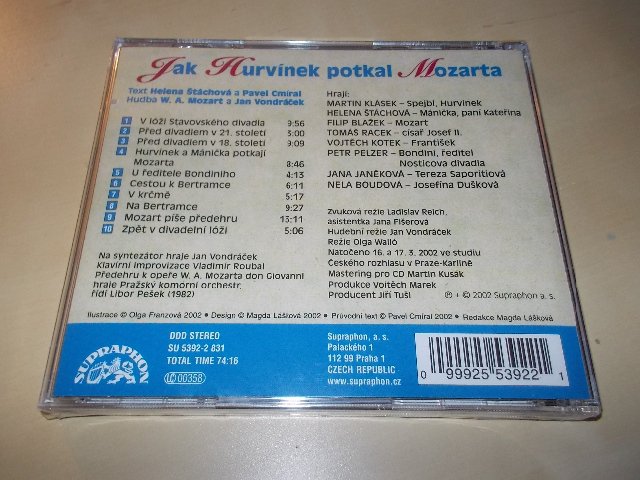 Jak Hurvínek potkal Mozarta
Text Helena Štáchová a Pavel Cmíral
Hudba W. A. Mozart a Jan Vondráček
1 V lóži Stavovského divadla 9:56
2 Před divadlem v 21. století 3:00
3 Před divadlem v 18. století 9:09
4 Hurvínek a Mánička potkají
Mozarta 8:46
5 U ředitele Bondiniho 4:13
6 Cestou k Bertramce 6:11
7 V krčmě 5:17
8 Na Bertramce 9:27
9 Mozart píše předehru 13:11
10 Zpět v divadelní lóži 5:06
Na syntezátor hraje Jan Vondráček
Klavírní improvizace Vladimír Roubal
Předehru k opeře W. A. Mozarta don Giovanni
hraje Pražský komorní orchestr,
řídí Libor Pešek (1982)
Hrají:
MARTIN KLÁSEK – Spejbl, Hurvínek
HELENA ŠTÁCHOVÁ – Mánička, paní Kateřina
FILIP BLAŽEK – Mozart
TOMÁŠ RACEK – císař Josef II.
VOJTĚCH KOTEK – František
PETR PELZER – Bondini, ředitel
Nosticova divadla
JANA JANĚKOVÁ – Tereza Saporitiová
NELA BOUDOVÁ – Josefína Dušková
Zvuková režie Ladislav Reich,
asistentka Jana Fišerová
Hudební režie Jan Vondráček
Režie Olga Walló
Natočeno 16. a 17. 3. 2002 ve studiu
Českého rozhlasu v Praze-Karlíně
Mastering pro CD Martin Kusák
Produkce Vojtěch Marek
Producent Jiří Tušl
℗ + © 2002 Supraphon a. s.
Ilustrace © Olga Franzová 2002 • Design © Magda Lášková 2002 • Průvodní text © Pavel Cmíral 2002 • Redakce Magda Lášková
SUPRAPHON
DDD STEREO
SU 5392-2 831
TOTAL TIME 74:16
LC 00358
Supraphon, a. s.
Palackého 1
112 99 Praha 1
CZECH REPUBLIC
www.supraphon.cz
0 99925 53922 1